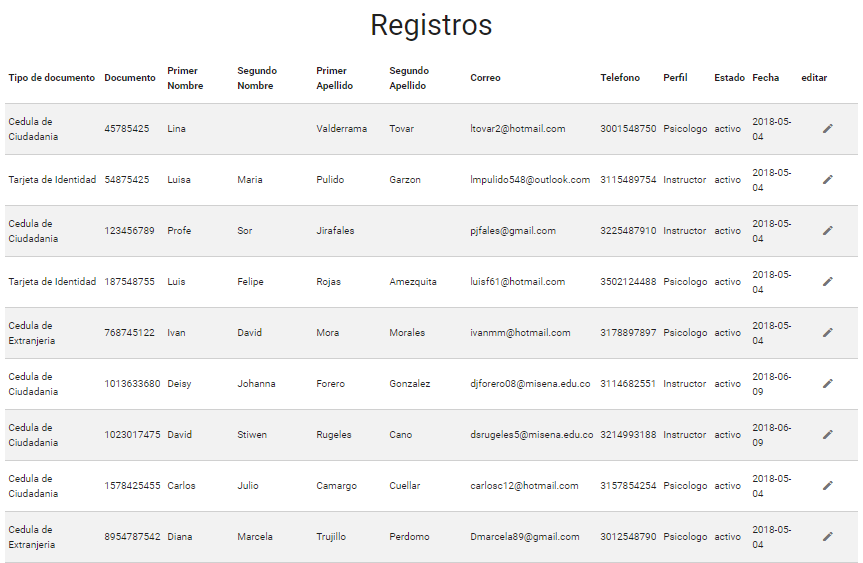 Registros
Tipo de documento Documento Primer Nombre Segundo Nombre Primer Apellido Segundo Apellido Correo Telefono Perfil Estado Fecha editar
Cedula de Ciudadania 45785425 Lina Valderrama Tovar ltovar2@hotmail.com 3001548750 Psicologo activo 2018-05-04
Tarjeta de Identidad 54875425 Luisa Maria Pulido Garzon lmpulido548@outlook.com 3115489754 Instructor activo 2018-05-04
Cedula de Ciudadania 123456789 Profe Sor Jirafales pjfales@gmail.com 3225487910 Instructor activo 2018-05-04
Tarjeta de Identidad 187548755 Luis Felipe Rojas Amezquita luisf61@hotmail.com 3502124488 Psicologo activo 2018-05-04
Cedula de Extranjeria 768745122 Ivan David Mora Morales ivanmm@hotmail.com 3178897897 Psicologo activo 2018-05-04
Cedula de Ciudadania 1013633680 Deisy Johanna Forero Gonzalez djforero08@misena.edu.co 3114682551 Instructor activo 2018-06-09
Cedula de Ciudadania 1023017475 David Stiwen Rugeles Cano dsrugeles5@misena.edu.co 3214993188 Instructor activo 2018-06-09
Cedula de Ciudadania 1578425455 Carlos Julio Camargo Cuellar carlosc12@hotmail.com 3157854254 Psicologo activo 2018-05-04
Cedula de Extranjeria 8954787542 Diana Marcela Trujillo Perdomo Dmarcela89@gmail.com 3012548790 Psicologo activo 2018-05-04